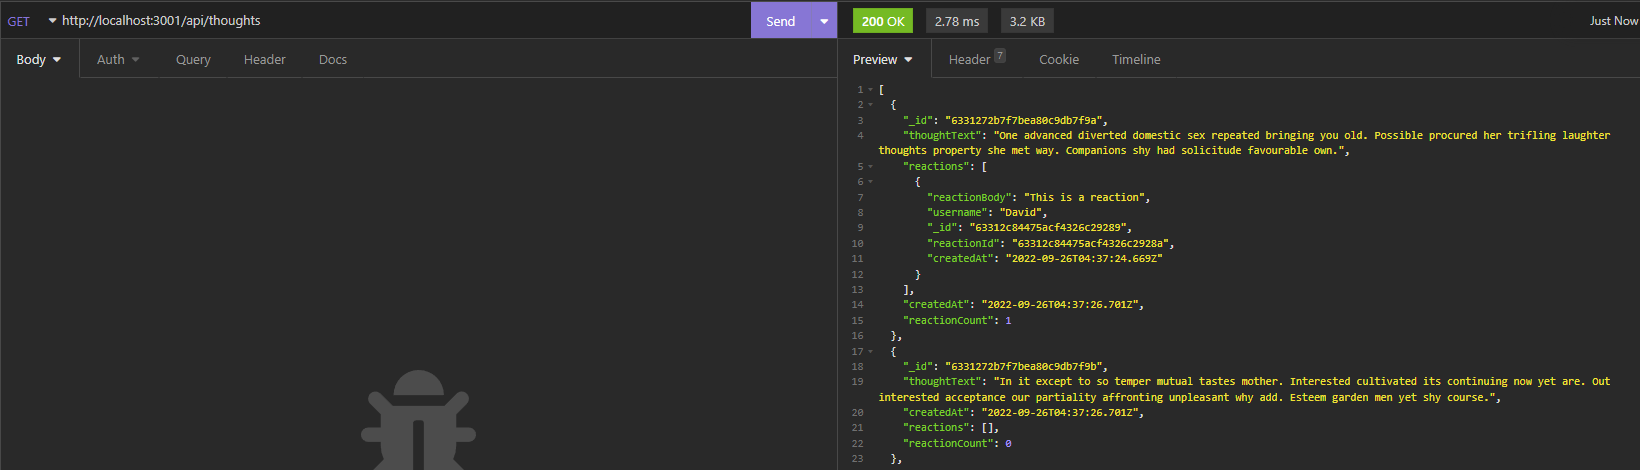 GET http://localhost:3001/api/thoughts Send
200 OK 2.78 ms 3.2 KB Just Now
Body Auth Query Header Docs
Preview Header 7 Cookie Timeline
1 [
2 {
3 "_id": "6331272b7f7bea80c9db7f9a",
4 "thoughtText": "One advanced diverted domestic sex repeated bringing you old. Possible procured her trifling laughter
thoughts property she met way. Companions shy had solicitude favourable own.",
5 "reactions": [
6 {
7 "reactionBody": "This is a reaction",
8 "username": "David",
9 "_id": "63312c84475acf4326c29289",
10 "reactionId": "63312c84475acf4326c2928a",
11 "createdAt": "2022-09-26T04:37:24.669Z"
12 }
13 ],
14 "createdAt": "2022-09-26T04:37:26.701Z",
15 "reactionCount": 1
16 },
17 {
18 "_id": "6331272b7f7bea80c9db7f9b",
19 "thoughtText": "In it except to so temper mutual tastes mother. Interested cultivated its continuing now yet are. Out
interested acceptance our partiality affronting unpleasant why add. Esteem garden men yet shy course.",
20 "createdAt": "2022-09-26T04:37:26.701Z",
21 "reactions": [],
22 "reactionCount": 0
23 },